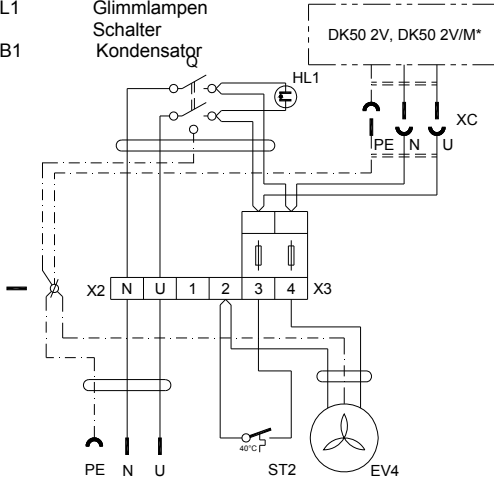 L1 Glimmlampen
Schalter
B1 Kondensator
DK50 2V, DK50 2V/M*
Q
HL1
XC
PE N U
X2 N U 1 2 3 4 X3
40°C
ST2
EV4
PE N U